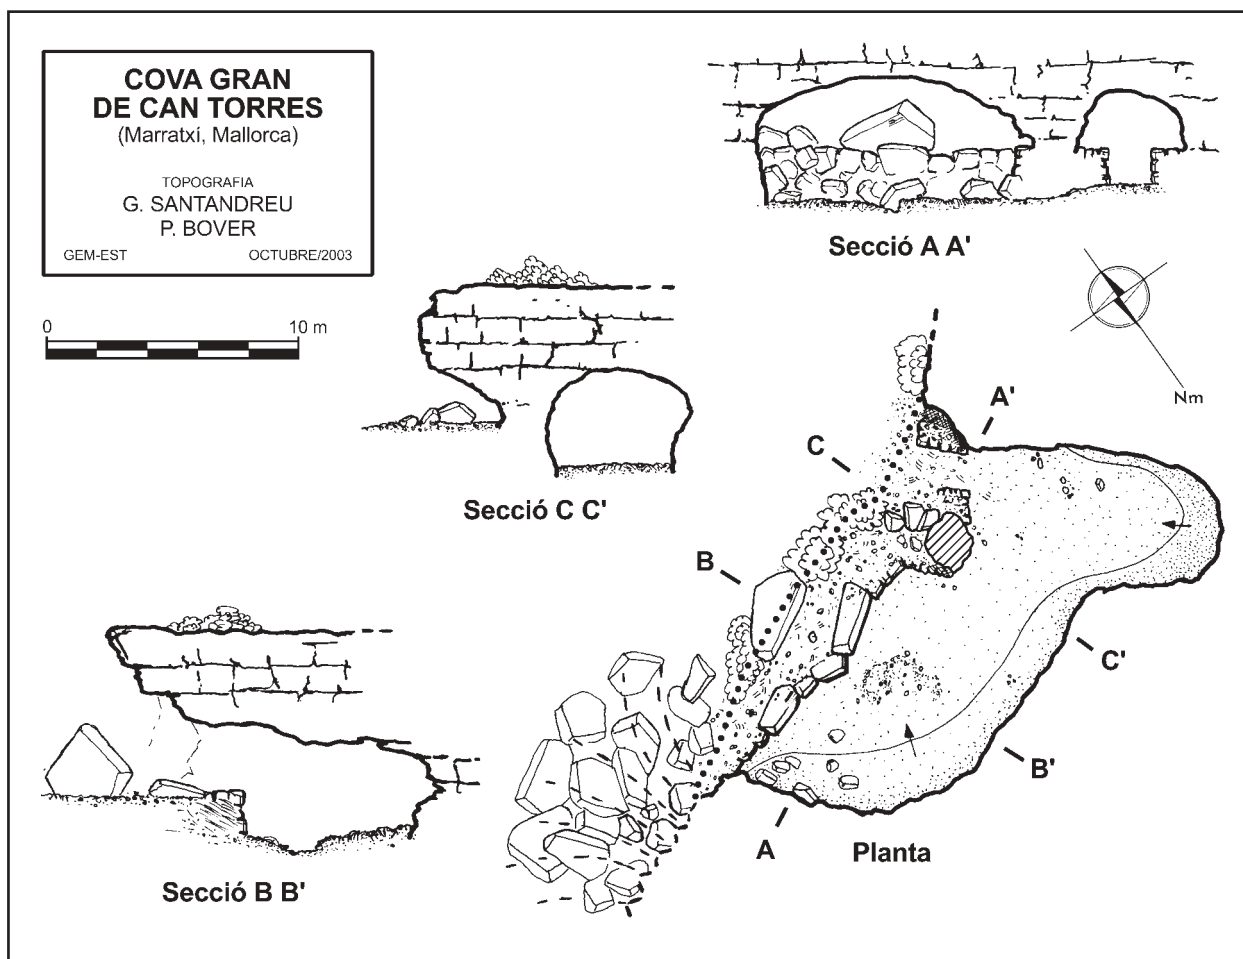 COVA GRAN
DE CAN TORRES
(Marratxí, Mallorca)
TOPOGRAFIA
G. SANTANDREU
P. BOVER
GEM-EST OCTUBRE/2003
0 10 m
Secció A A'
Nm
Secció C C'
A'
C
B
C'
B'
A
Planta
Secció B B'